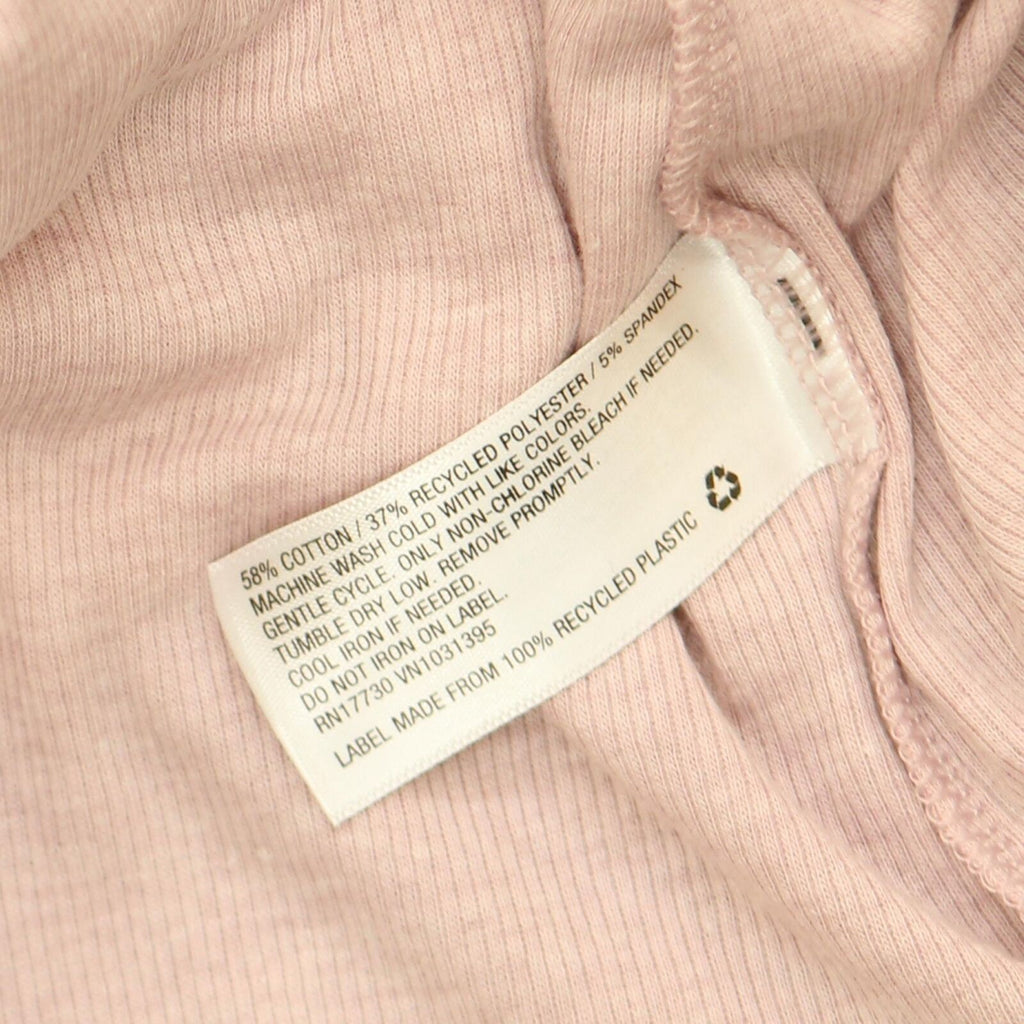 58% COTTON / 37% RECYCLED POLYESTER / 5% SPANDEX
MACHINE WASH COLD WITH LIKE COLORS.
GENTLE CYCLE. ONLY NON-CHLORINE BLEACH IF NEEDED.
TUMBLE DRY LOW. REMOVE PROMPTLY.
COOL IRON IF NEEDED.
DO NOT IRON ON LABEL.
RN17730 VN1031395
LABEL MADE FROM 100% RECYCLED PLASTIC